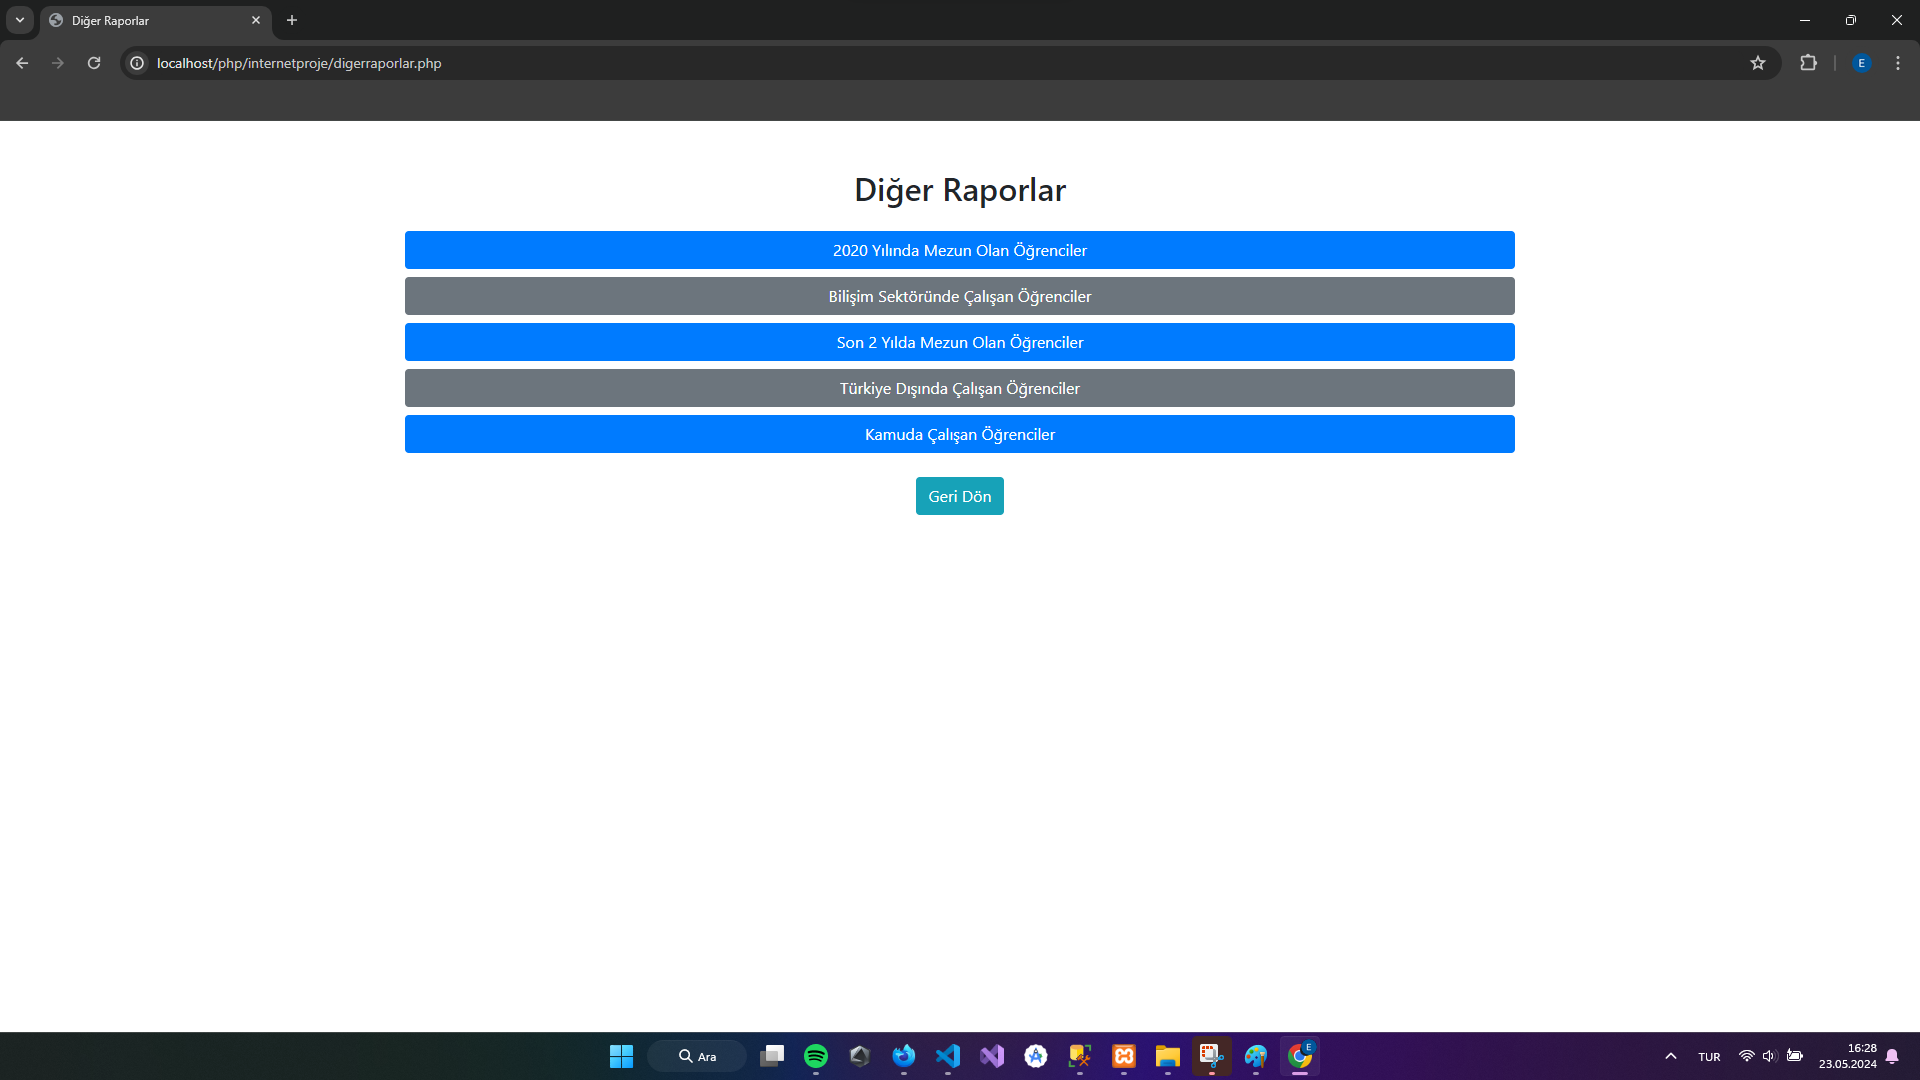 Diğer Raporlar
localhost/php/internetproje/digerraporlar.php
E
Diğer Raporlar
2020 Yılında Mezun Olan Öğrenciler
Bilişim Sektöründe Çalışan Öğrenciler
Son 2 Yılda Mezun Olan Öğrenciler
Türkiye Dışında Çalışan Öğrenciler
Kamuda Çalışan Öğrenciler
Geri Dön
Ara
E
TUR
16:28
23.05.2024